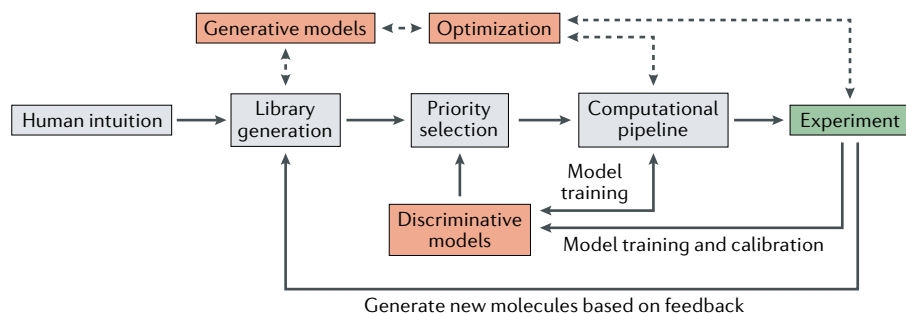 Generative models
Optimization
Human intuition
Library
generation
Priority
selection
Computational
pipeline
Experiment
Model
training
Discriminative
models
Model training and calibration
Generate new molecules based on feedback